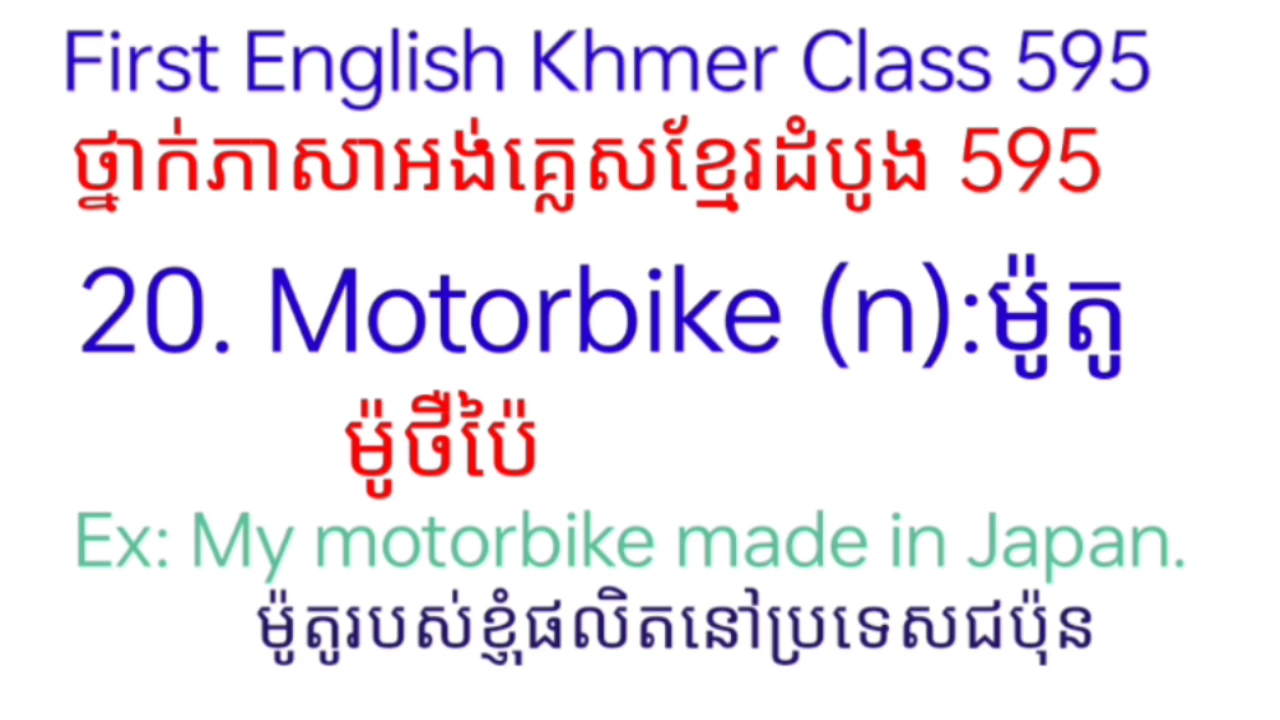 First English Khmer Class 595
ថ្នាក់ភាសាអង់គ្លេសខ្មែរដំបូង 595
20. Motorbike (n):ម៉ូតូ
ម៉ូថឺប៉ៃ
Ex: My motorbike made in Japan.
ម៉ូតូរបស់ខ្ញុំផលិតនៅប្រទេសជប៉ុន